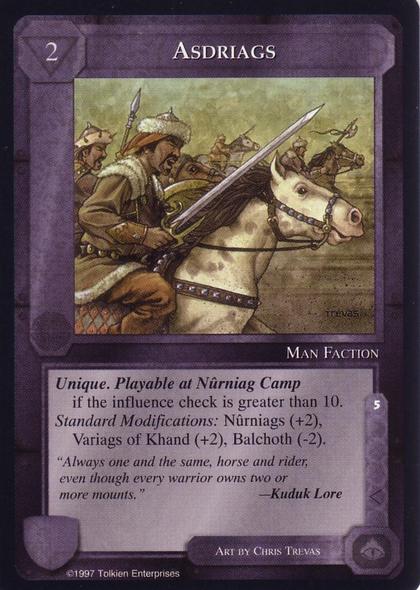 2
ASDRIAGS
TREVAS
MAN FACTION
Unique. Playable at Nûrniag Camp
if the influence check is greater than 10.
Standard Modifications: Nûrniags (+2),
Variags of Khand (+2), Balchoth (-2).
5
“Always one and the same, horse and rider,
even though every warrior owns two or
more mounts.” —Kuduk Lore
ART BY CHRIS TREVAS
©1997 Tolkien Enterprises